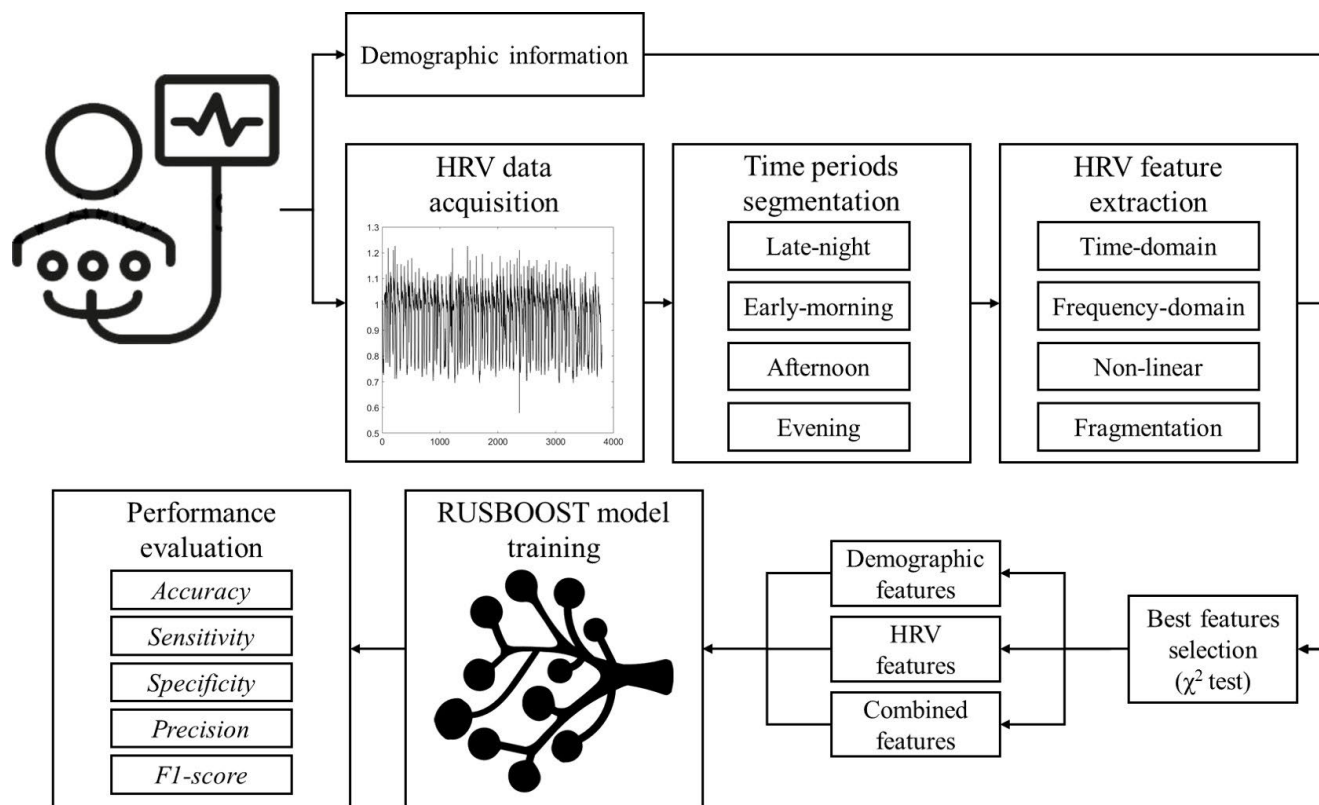 Demographic information
HRV data
acquisition
1.3
1.2
1.1
1
0.9
0.8
0.7
0.6
0.5
0
1000
2000
3000
4000
Time periods
segmentation
Late-night
Early-morning
Afternoon
Evening
HRV feature
extraction
Time-domain
Frequency-domain
Non-linear
Fragmentation
Best features
selection
(χ² test)
Demographic
features
HRV
features
Combined
features
RUSBOOST model
training
Performance
evaluation
Accuracy
Sensitivity
Specificity
Precision
F1-score